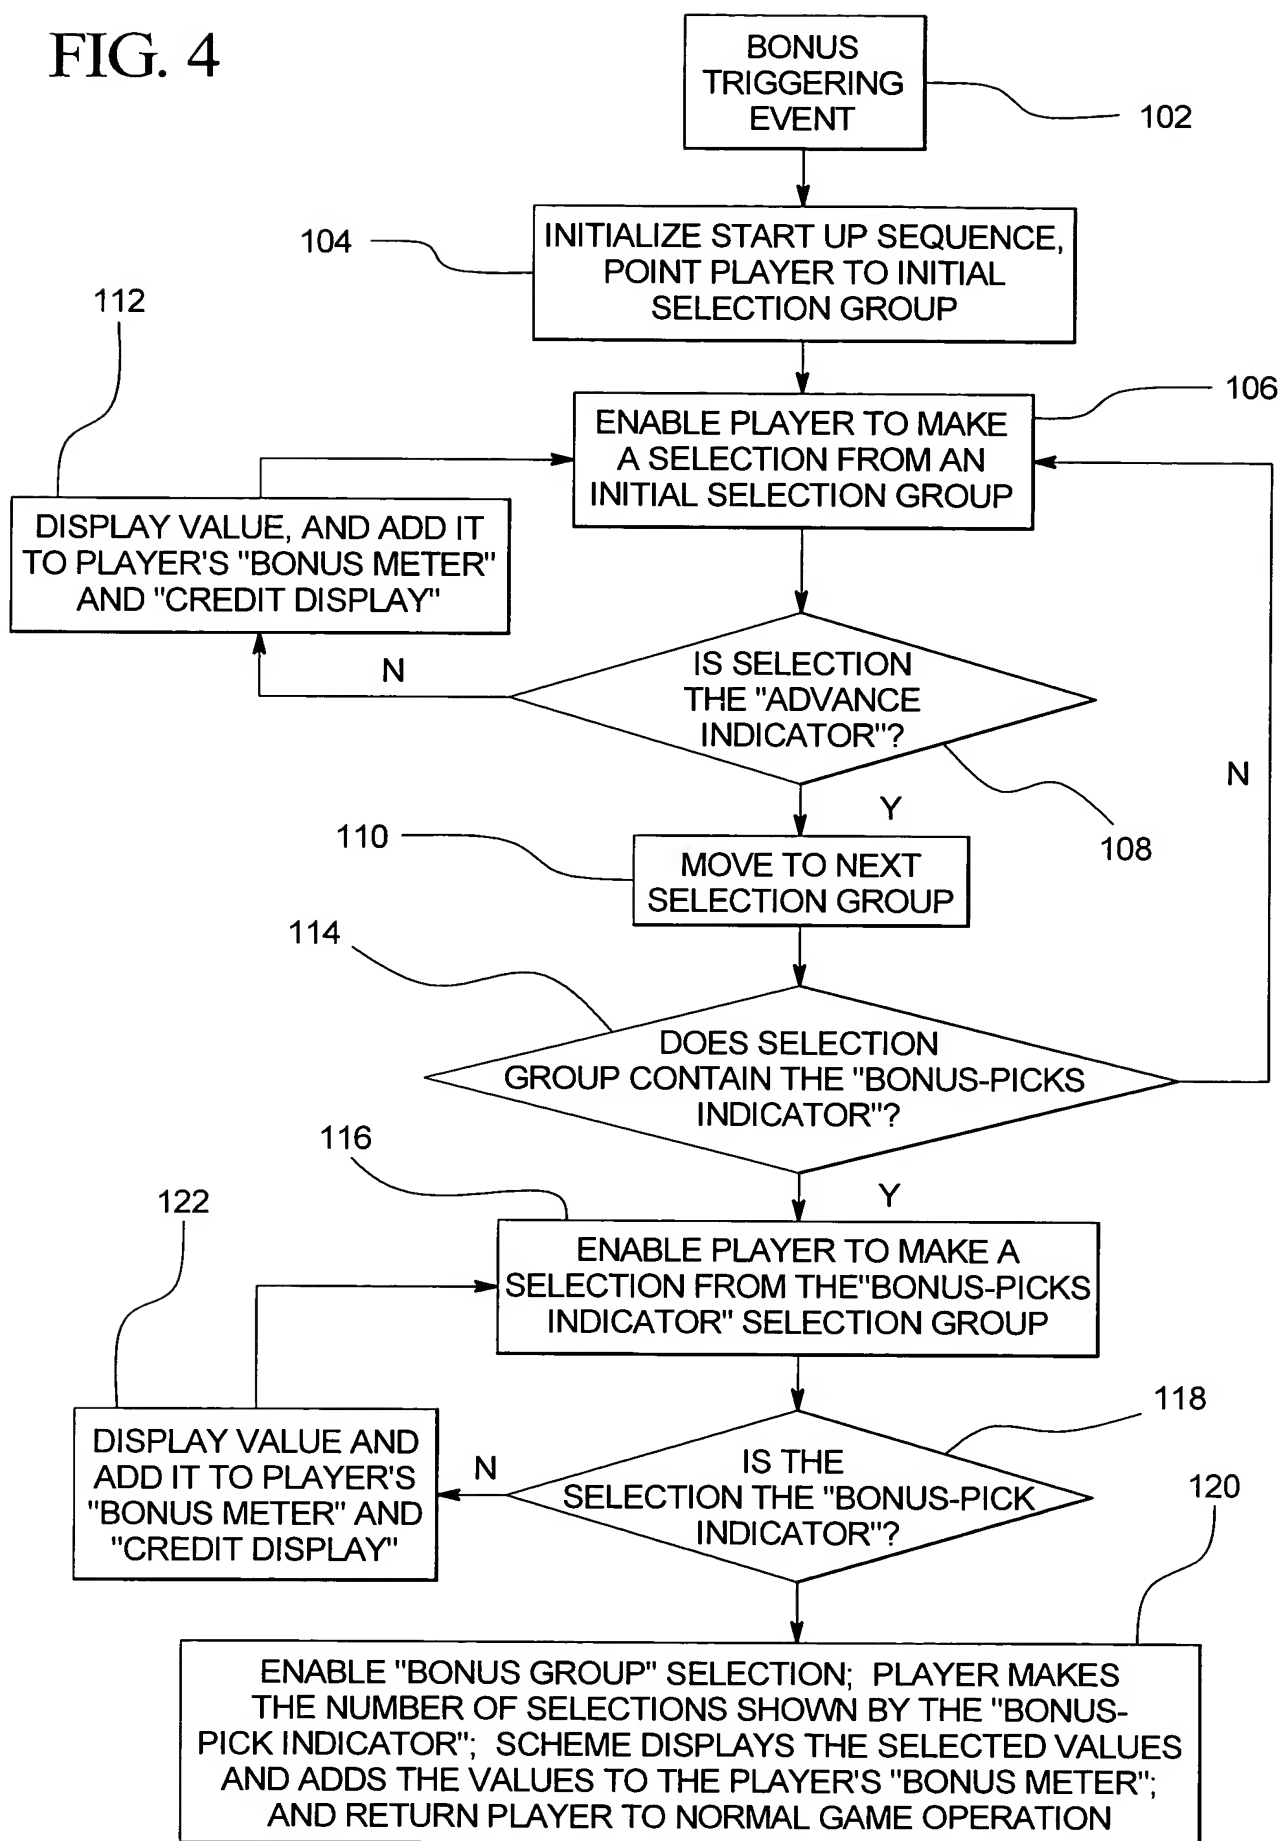 FIG. 4
BONUS
TRIGGERING
EVENT
102
104
INITIALIZE START UP SEQUENCE,
POINT PLAYER TO INITIAL
SELECTION GROUP
112
106
ENABLE PLAYER TO MAKE
A SELECTION FROM AN
INITIAL SELECTION GROUP
DISPLAY VALUE, AND ADD IT
TO PLAYER'S "BONUS METER"
AND "CREDIT DISPLAY"
N
IS SELECTION
THE "ADVANCE
INDICATOR"?
N
Y
108
110
MOVE TO NEXT
SELECTION GROUP
114
DOES SELECTION
GROUP CONTAIN THE "BONUS-PICKS
INDICATOR"?
116
Y
122
ENABLE PLAYER TO MAKE A
SELECTION FROM THE"BONUS-PICKS
INDICATOR" SELECTION GROUP
118
DISPLAY VALUE AND
ADD IT TO PLAYER'S
"BONUS METER" AND
"CREDIT DISPLAY"
N
IS THE
SELECTION THE "BONUS-PICK
INDICATOR"?
120
ENABLE "BONUS GROUP" SELECTION; PLAYER MAKES
THE NUMBER OF SELECTIONS SHOWN BY THE "BONUS-
PICK INDICATOR"; SCHEME DISPLAYS THE SELECTED VALUES
AND ADDS THE VALUES TO THE PLAYER'S "BONUS METER";
AND RETURN PLAYER TO NORMAL GAME OPERATION